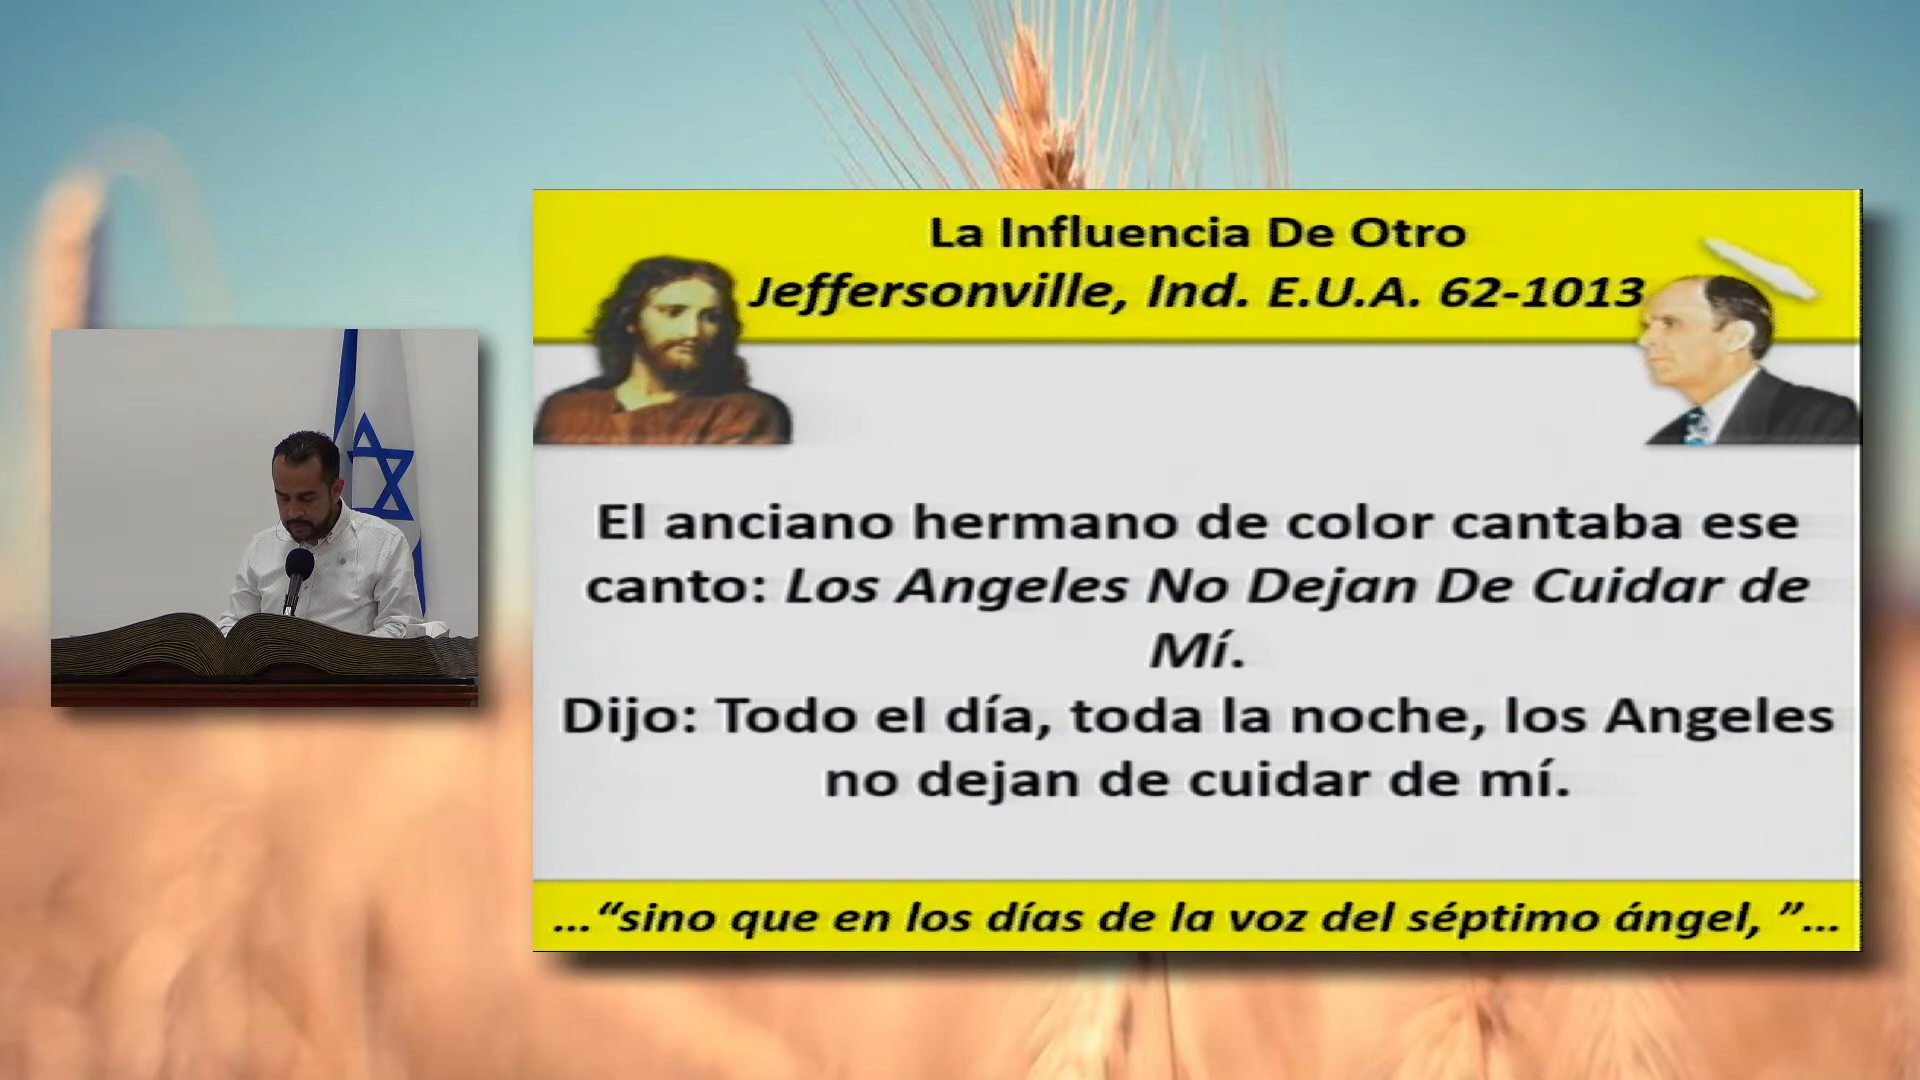 La Influencia De Otro
Jeffersonville, Ind. E.U.A. 62-1013
El anciano hermano de color cantaba ese
canto: Los Angeles No Dejan De Cuidar de
Mí.
Dijo: Todo el día, toda la noche, los Angeles
no dejan de cuidar de mí.
...“sino que en los días de la voz del séptimo ángel, ”...